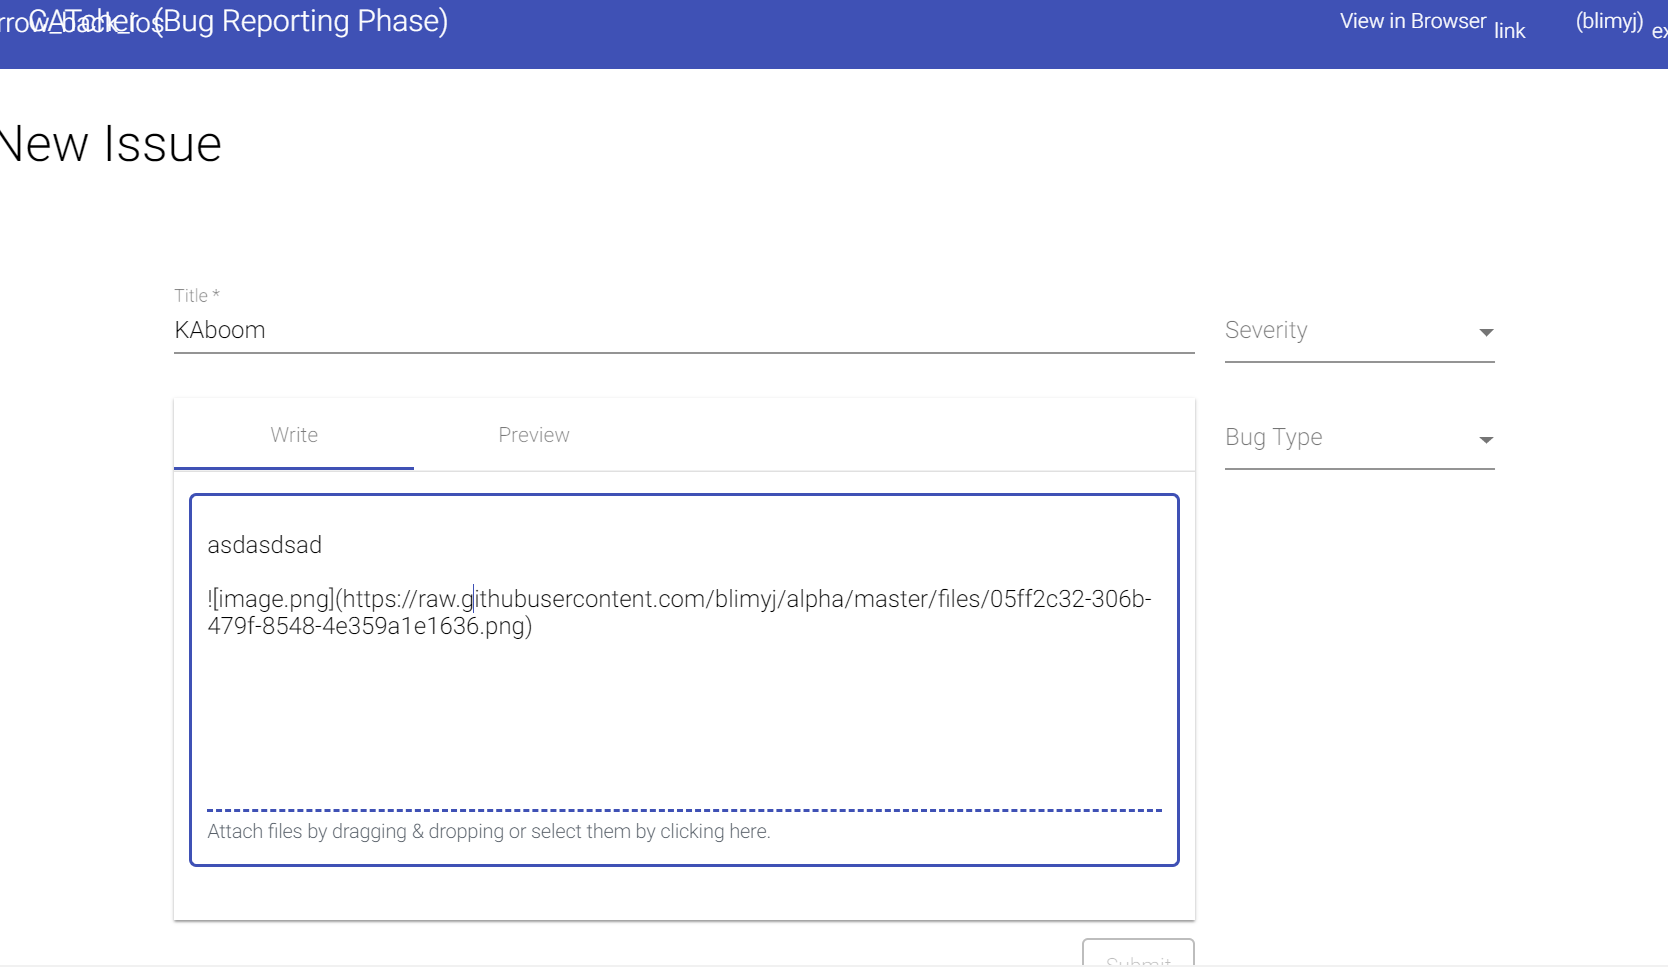 rrow_back_ios
CATcher (Bug Reporting Phase)
View in Browser link
(blimyj) ex
New Issue
Title *
KAboom
Severity
Bug Type
Write
Preview
asdasdsad
![image.png](https://raw.githubusercontent.com/blimyj/alpha/master/files/05ff2c32-306b-
479f-8548-4e359a1e1636.png)
Attach files by dragging & dropping or select them by clicking here.
Submit